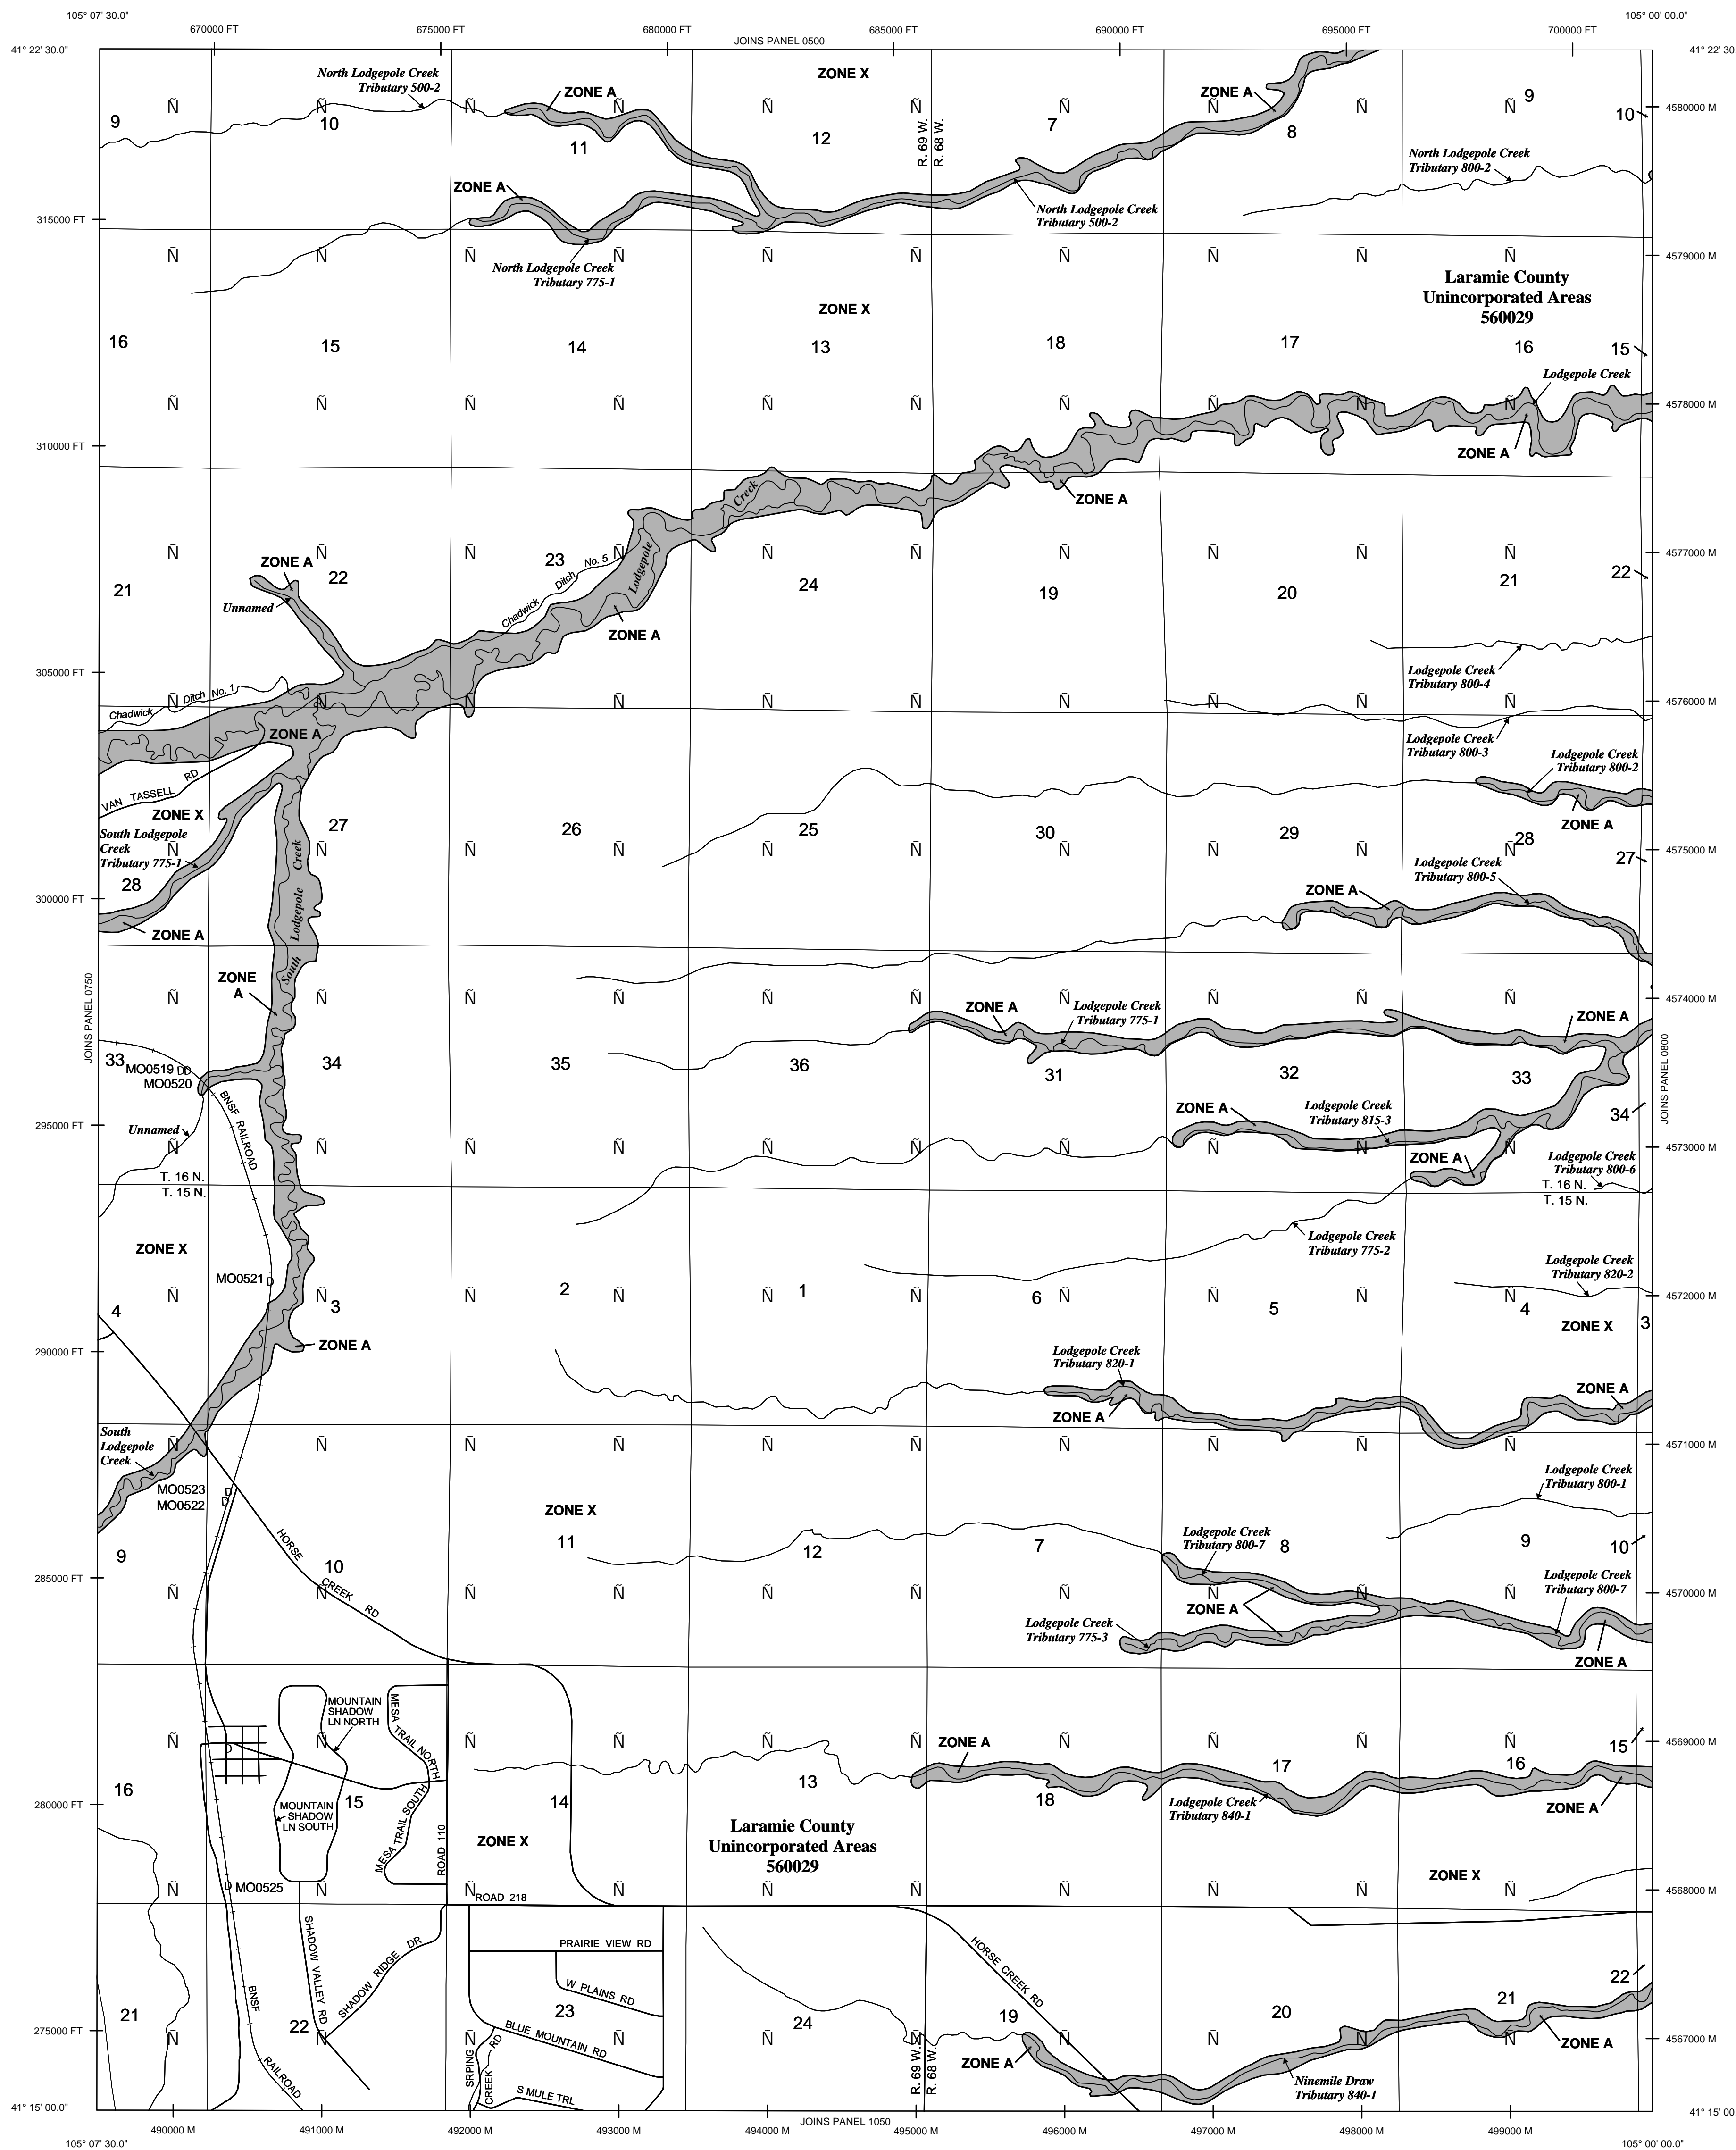 105° 07' 30.0"
105° 00' 00.0"
670000 FT
675000 FT
680000 FT
685000 FT
690000 FT
695000 FT
700000 FT
JOINS PANEL 0500
41° 22' 30.0"
41° 22' 30.
North Lodgepole Creek
Tributary 500-2
ZONE A
ZONE X
ZONE A
9
10
11
12
7
8
9
10
4580000 M
R. 69 W.
R. 68 W.
North Lodgepole Creek
Tributary 800-2
ZONE A
North Lodgepole Creek
Tributary 500-2
315000 FT
North Lodgepole Creek
Tributary 775-1
4579000 M
Laramie County
Unincorporated Areas
560029
ZONE X
16
15
14
13
18
17
16
15
Lodgepole Creek
4578000 M
310000 FT
ZONE A
ZONE A
Creek
Lodgepole
Chadwick Ditch No. 5
4577000 M
ZONE A
Unnamed
21
22
23
24
19
20
21
22
ZONE A
305000 FT
Lodgepole Creek
Tributary 800-4
Chadwick Ditch No. 1
4576000 M
ZONE A
Lodgepole Creek
Tributary 800-3
Lodgepole Creek
Tributary 800-2
VAN TASSELL RD
ZONE X
ZONE A
South Lodgepole
Creek
Tributary 775-1
28
27
26
25
30
29
28
27
4575000 M
South Lodgepole Creek
Lodgepole Creek
Tributary 800-5
ZONE A
300000 FT
ZONE A
ZONE
A
JOINS PANEL 0750
4574000 M
ZONE A
Lodgepole Creek
Tributary 775-1
ZONE A
JOINS PANEL 0800
33
34
35
36
31
32
33
34
MO0519
MO0520
BNSF RAILROAD
Unnamed
295000 FT
ZONE A
Lodgepole Creek
Tributary 815-3
4573000 M
ZONE A
Lodgepole Creek
Tributary 800-6
T. 16 N.
T. 15 N.
T. 16 N.
T. 15 N.
Lodgepole Creek
Tributary 775-2
ZONE X
MO0521
Lodgepole Creek
Tributary 820-2
4572000 M
4
3
2
1
6
5
4
3
ZONE X
290000 FT
ZONE A
Lodgepole Creek
Tributary 820-1
ZONE A
ZONE A
South
Lodgepole
Creek
4571000 M
MO0523
MO0522
Lodgepole Creek
Tributary 800-1
ZONE X
9
10
11
12
7
8
9
10
HORSE CREEK RD
Lodgepole Creek
Tributary 800-7
285000 FT
Lodgepole Creek
Tributary 800-7
4570000 M
ZONE A
Lodgepole Creek
Tributary 775-3
ZONE A
MOUNTAIN
SHADOW
LN NORTH
MESA TRAIL NORTH
4569000 M
ZONE A
16
15
14
13
18
17
16
15
280000 FT
MOUNTAIN
SHADOW
LN SOUTH
MESA TRAIL SOUTH
ROAD 110
Lodgepole Creek
Tributary 840-1
ZONE A
ZONE X
Laramie County
Unincorporated Areas
560029
ZONE X
MO0525
ROAD 218
4568000 M
SHADOW VALLEY RD
SHADOW RIDGE DR
PRAIRIE VIEW RD
W PLAINS RD
HORSE CREEK RD
21
22
23
24
19
20
21
22
BNSF RAILROAD
275000 FT
BLUE MOUNTAIN RD
SRPING CREEK RD
S MULE TRL
R. 69 W.
R. 68 W.
ZONE A
ZONE A
4567000 M
Ninemile Draw
Tributary 840-1
41° 15' 00.0"
41° 15' 00.
JOINS PANEL 1050
490000 M
491000 M
492000 M
493000 M
494000 M
495000 M
496000 M
497000 M
498000 M
499000 M
105° 07' 30.0"
105° 00' 00.0"